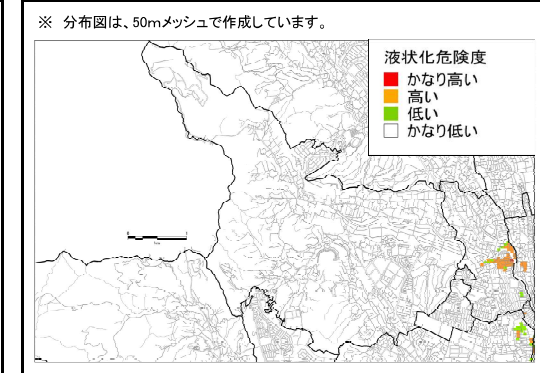 ※ 分布図は、50mメッシュで作成しています。
液状化危険度
かなり高い
高い
低い
かなり低い